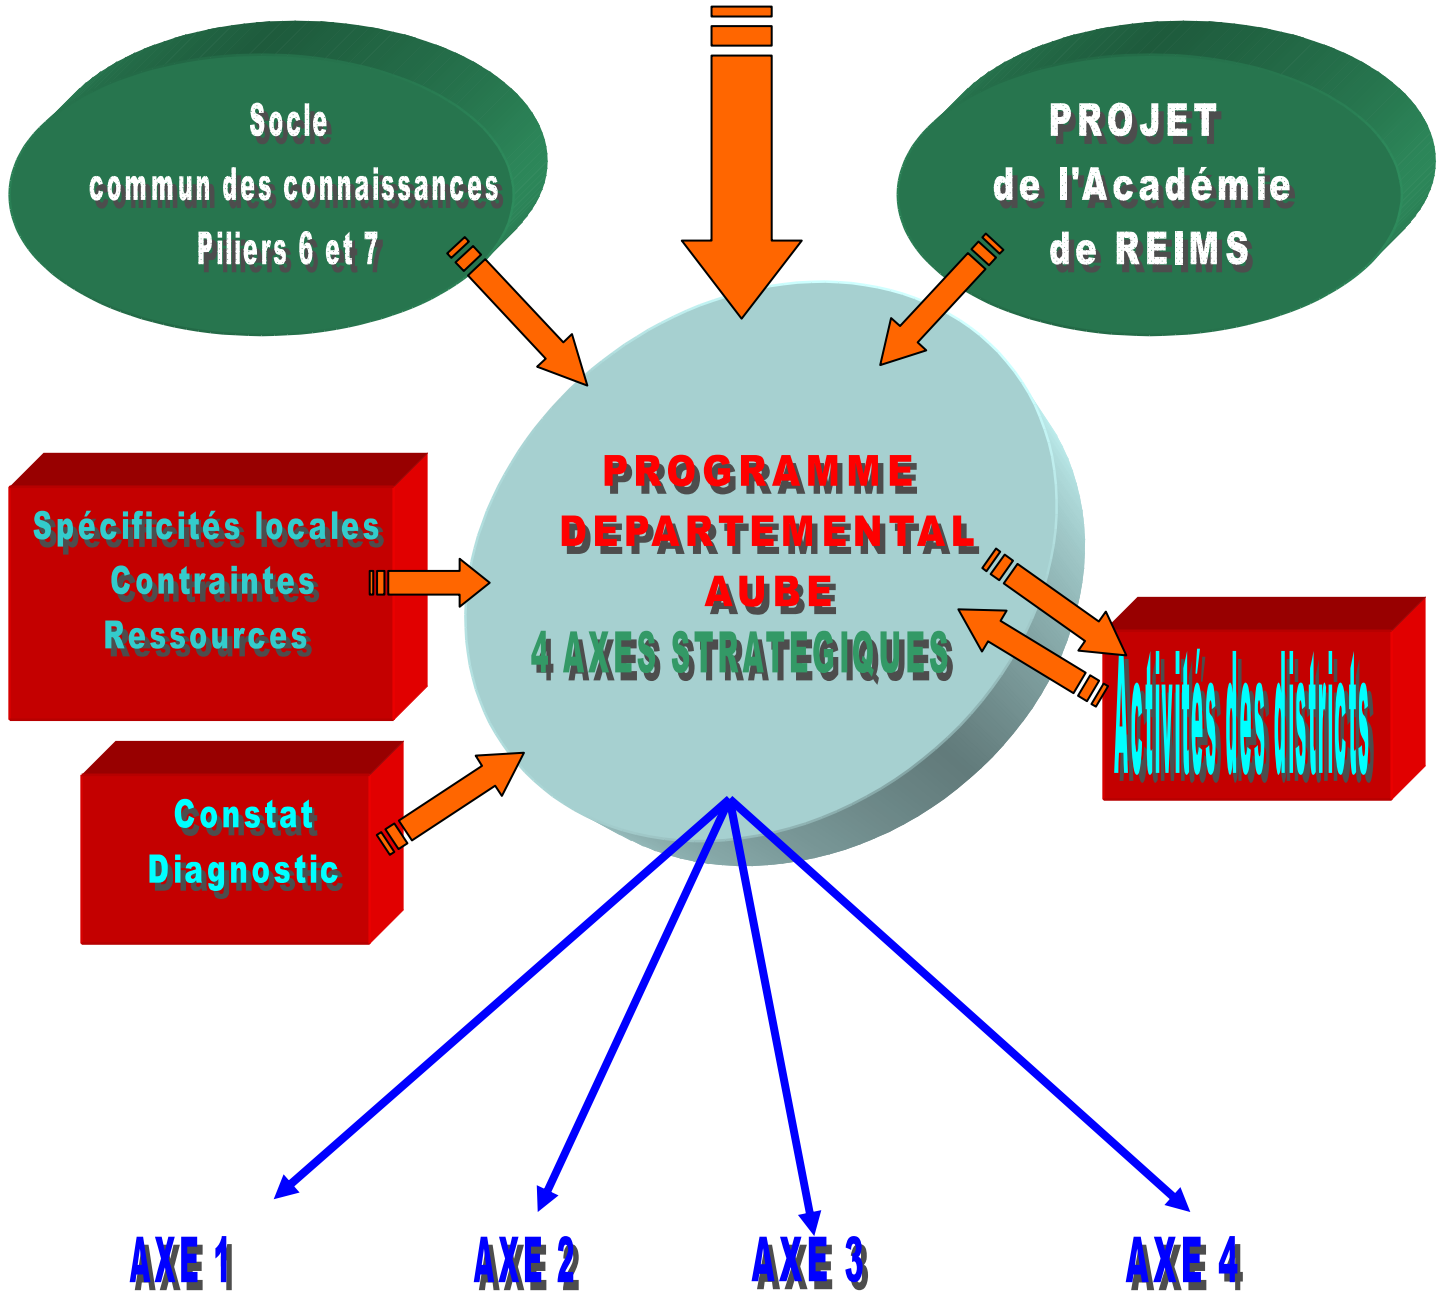 Socle
commun des connaissances
Piliers 6 et 7
PROJET
de l'Académie
de REIMS
PROGRAMME
DEPARTEMENTAL
AUBE
4 AXES STRATEGIQUES
Spécificités locales
Contraintes
Ressources
Activités des districts
Constat
Diagnostic
AXE 1
AXE 2
AXE 3
AXE 4